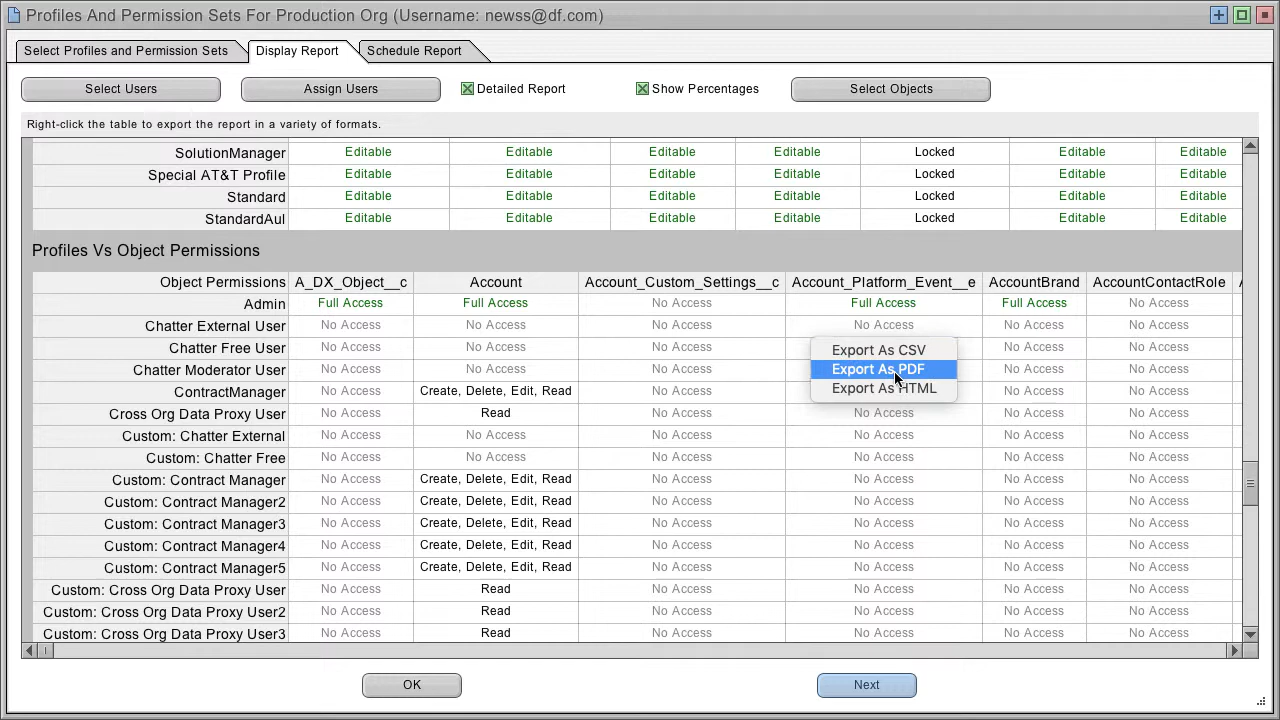 Profiles And Permission Sets For Production Org (Username: newss@df.com)
Select Profiles and Permission Sets Display Report Schedule Report
Select Users Assign Users Detailed Report Show Percentages Select Objects
Right-click the table to export the report in a variety of formats.
SolutionManager Editable Editable Editable Editable Locked Editable Editable
Special AT&T Profile Editable Editable Editable Editable Locked Editable Editable
Standard Editable Editable Editable Editable Locked Editable Editable
StandardAul Editable Editable Editable Editable Locked Editable Editable
Profiles Vs Object Permissions
Object Permissions A_DX_Object__c Account Account_Custom_Settings__c Account_Platform_Event__e AccountBrand AccountContactRole
Admin Full Access Full Access No Access Full Access Full Access No Access
Chatter External User No Access No Access No Access No Access No Access No Access
Chatter Free User No Access No Access No Access No Access No Access
Export As CSV
Chatter Moderator User No Access No Access No Access No Access No Access
Export As PDF
Export As HTML
ContractManager No Access Create, Delete, Edit, Read No Access No Access No Access No Access
Cross Org Data Proxy User No Access Read No Access No Access No Access No Access
Custom: Chatter External No Access No Access No Access No Access No Access No Access
Custom: Chatter Free No Access No Access No Access No Access No Access No Access
Custom: Contract Manager No Access Create, Delete, Edit, Read No Access No Access No Access No Access
Custom: Contract Manager2 No Access Create, Delete, Edit, Read No Access No Access No Access No Access
Custom: Contract Manager3 No Access Create, Delete, Edit, Read No Access No Access No Access No Access
Custom: Contract Manager4 No Access Create, Delete, Edit, Read No Access No Access No Access No Access
Custom: Contract Manager5 No Access Create, Delete, Edit, Read No Access No Access No Access No Access
Custom: Cross Org Data Proxy User No Access Read No Access No Access No Access No Access
Custom: Cross Org Data Proxy User2 No Access Read No Access No Access No Access No Access
Custom: Cross Org Data Proxy User3 No Access Read No Access No Access No Access No Access
OK Next